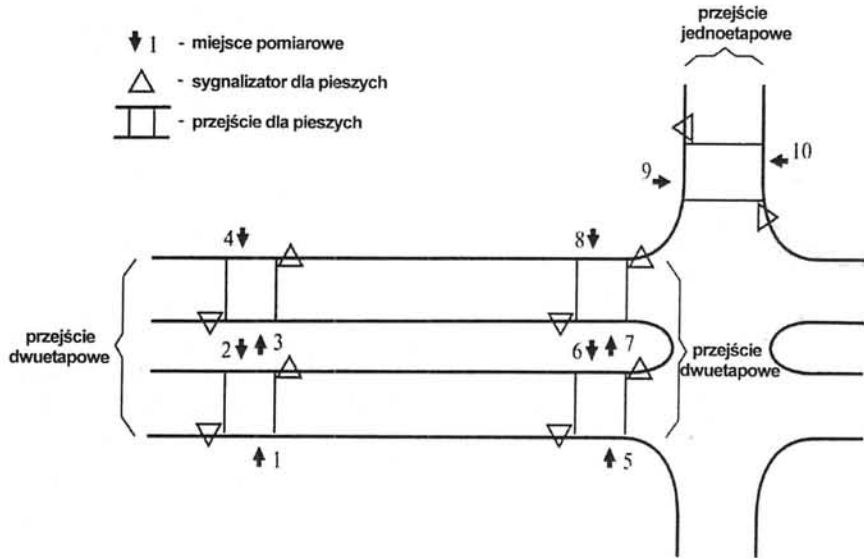 przejście
jednoetapowe
1 - miejsce pomiarowe
- sygnalizator dla pieszych
- przejście dla pieszych
9
10
4
8
przejście
dwuetapowe
2
3
6
7
przejście
dwuetapowe
1
5